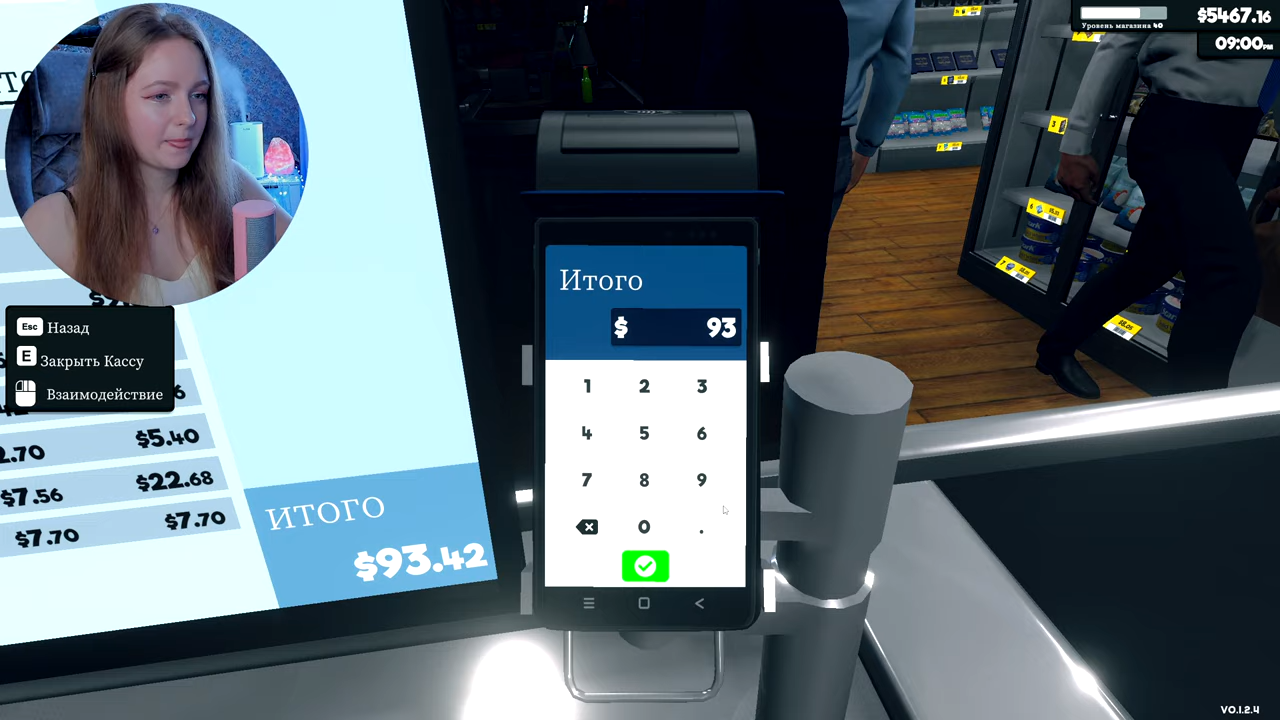 $5467.16
Уровень магазина 40
09:00PM
Esc Назад
E Закрыть Кассу
Взаимодействие
$5.40
$7.56 $22.68
$7.70 $7.70
ИТОГО
$93.42
Итого
$ 93
1 2 3
4 5 6
7 8 9
0 .
V0.1.2.4